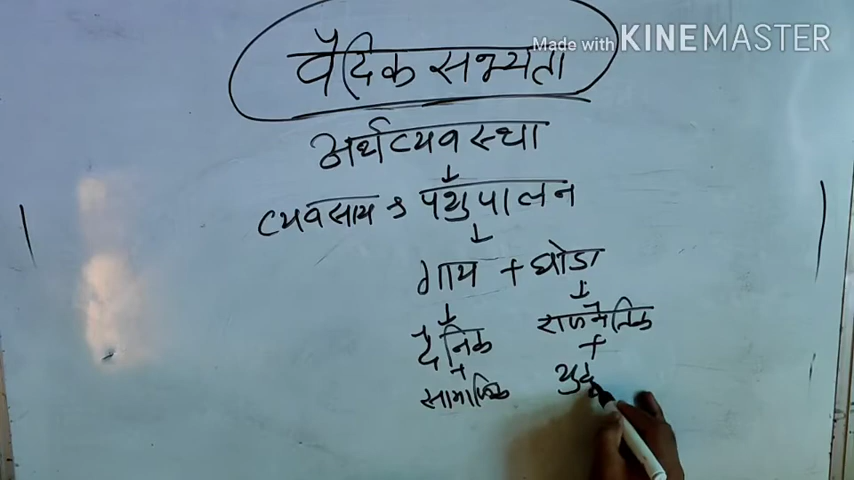 Made with KINEMASTER
वैदिक सभ्यता
अर्थव्यवस्था
↓
व्यवसाय → पशुपालन
↓
गाय + घोडा
↓ ↓
दैनिक राजनैतिक
+ +
सामाजिक युद्ध